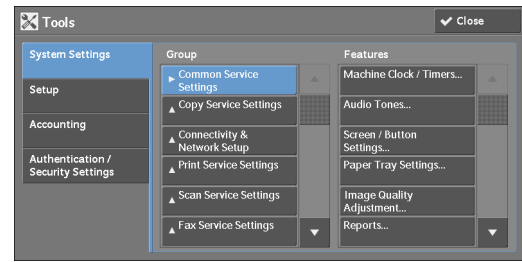 Tools
Close
System Settings
Setup
Accounting
Authentication /
Security Settings
Group
Common Service
Settings
Copy Service Settings
Connectivity &
Network Setup
Print Service Settings
Scan Service Settings
Fax Service Settings
Features
Machine Clock / Timers...
Audio Tones...
Screen / Button
Settings...
Paper Tray Settings...
Image Quality
Adjustment...
Reports...